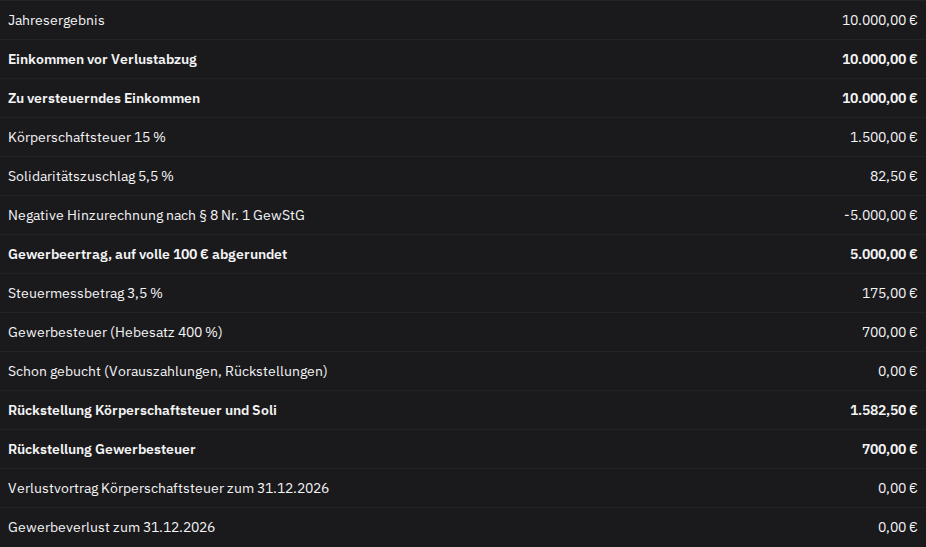 Jahresergebnis 10.000,00 €
Einkommen vor Verlustabzug 10.000,00 €
Zu versteuerndes Einkommen 10.000,00 €
Körperschaftsteuer 15 % 1.500,00 €
Solidaritätszuschlag 5,5 % 82,50 €
Negative Hinzurechnung nach § 8 Nr. 1 GewStG -5.000,00 €
Gewerbeertrag, auf volle 100 € abgerundet 5.000,00 €
Steuermessbetrag 3,5 % 175,00 €
Gewerbesteuer (Hebesatz 400 %) 700,00 €
Schon gebucht (Vorauszahlungen, Rückstellungen) 0,00 €
Rückstellung Körperschaftsteuer und Soli 1.582,50 €
Rückstellung Gewerbesteuer 700,00 €
Verlustvortrag Körperschaftsteuer zum 31.12.2026 0,00 €
Gewerbeverlust zum 31.12.2026 0,00 €